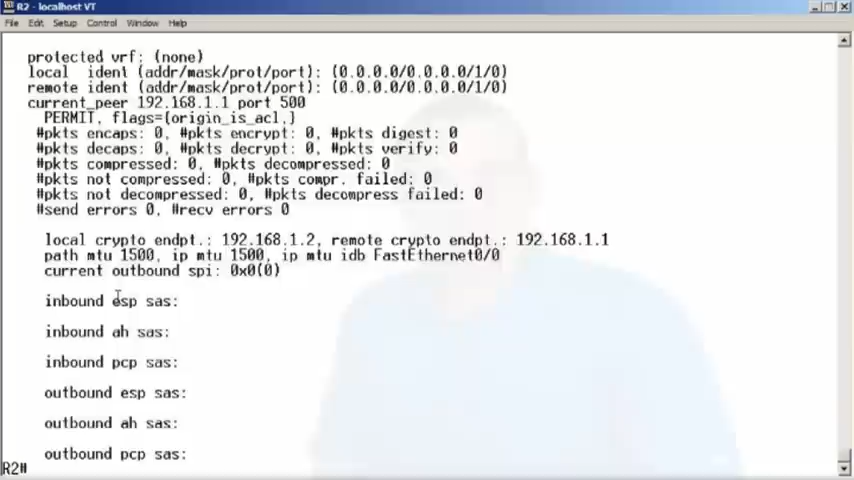 R2 - localhost VT
File Edit Setup Control Window Help
protected vrf: (none)
local ident (addr/mask/prot/port): (0.0.0.0/0.0.0.0/1/0)
remote ident (addr/mask/prot/port): (0.0.0.0/0.0.0.0/1/0)
current_peer 192.168.1.1 port 500
PERMIT, flags={origin_is_acl,}
#pkts encaps: 0, #pkts encrypt: 0, #pkts digest: 0
#pkts decaps: 0, #pkts decrypt: 0, #pkts verify: 0
#pkts compressed: 0, #pkts decompressed: 0
#pkts not compressed: 0, #pkts compr. failed: 0
#pkts not decompressed: 0, #pkts decompress failed: 0
#send errors 0, #recv errors 0
local crypto endpt.: 192.168.1.2, remote crypto endpt.: 192.168.1.1
path mtu 1500, ip mtu 1500, ip mtu idb FastEthernet0/0
current outbound spi: 0x0(0)
inbound esp sas:
inbound ah sas:
inbound pcp sas:
outbound esp sas:
outbound ah sas:
outbound pcp sas:
R2#